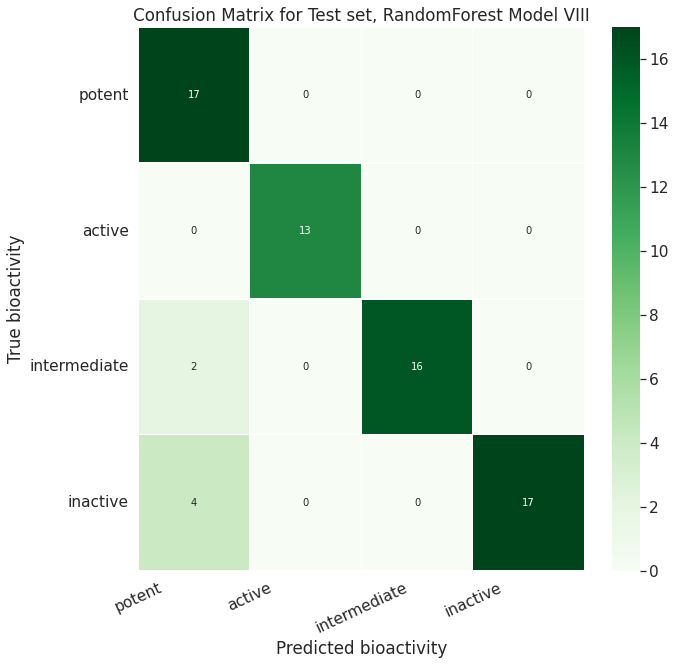 Confusion Matrix for Test set, RandomForest Model VIII
True bioactivity
potent
17 0 0 0
active
0 13 0 0
intermediate
2 0 16 0
inactive
4 0 0 17
potent active intermediate inactive
Predicted bioactivity
16
14
12
10
8
6
4
2
0